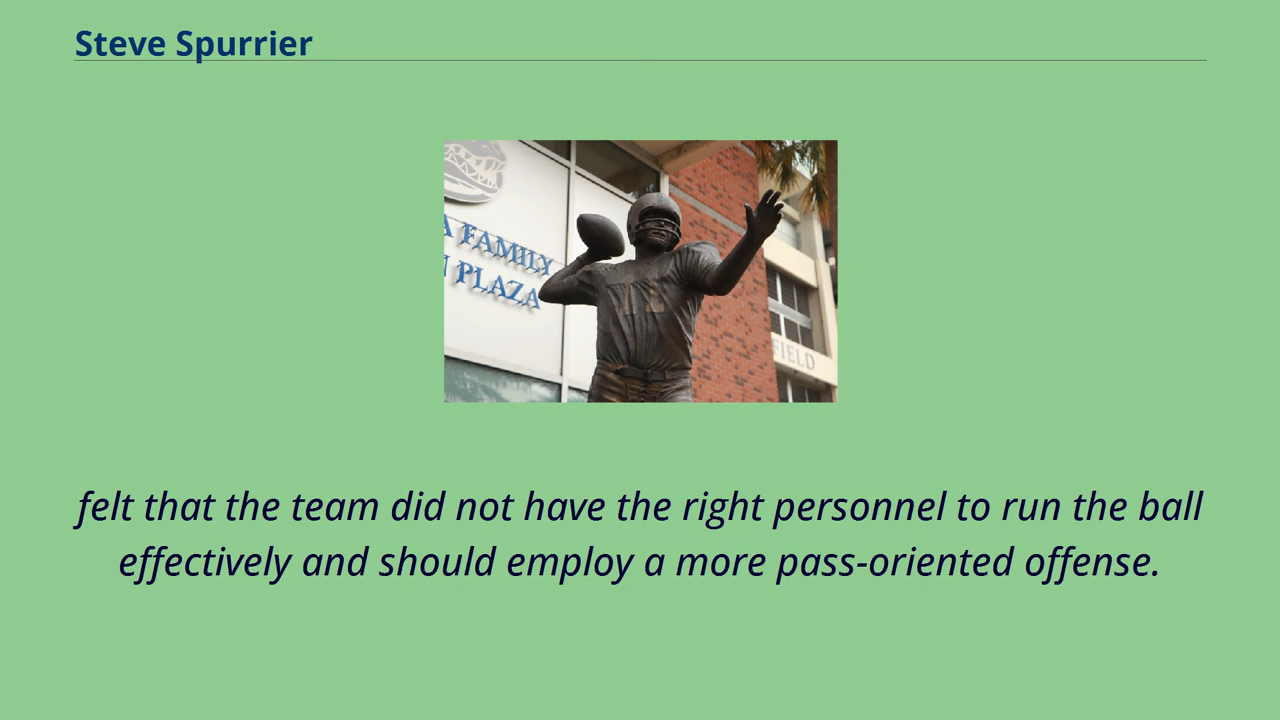 Steve Spurrier
FAMILY
PLAZA
FIELD
11
felt that the team did not have the right personnel to run the ball
effectively and should employ a more pass-oriented offense.